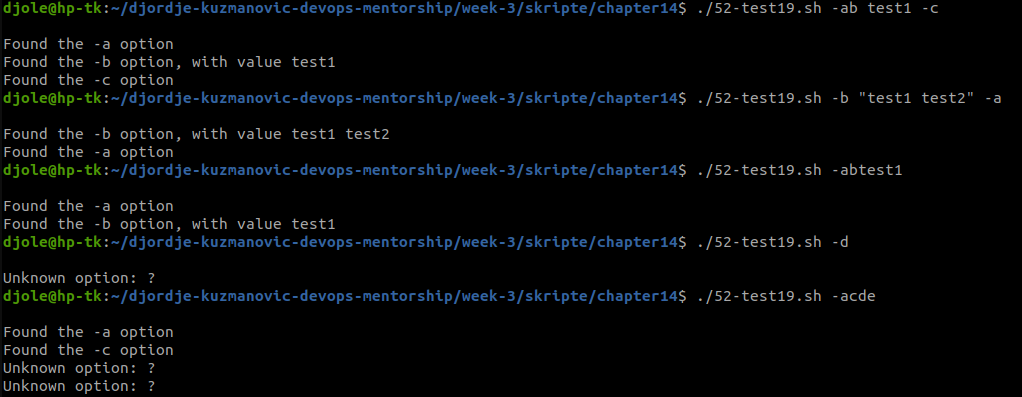 djole@hp-tk:~/djordje-kuzmanovic-devops-mentorship/week-3/skripte/chapter14$ ./52-test19.sh -ab test1 -c
Found the -a option
Found the -b option, with value test1
Found the -c option
djole@hp-tk:~/djordje-kuzmanovic-devops-mentorship/week-3/skripte/chapter14$ ./52-test19.sh -b "test1 test2" -a
Found the -b option, with value test1 test2
Found the -a option
djole@hp-tk:~/djordje-kuzmanovic-devops-mentorship/week-3/skripte/chapter14$ ./52-test19.sh -abtest1
Found the -a option
Found the -b option, with value test1
djole@hp-tk:~/djordje-kuzmanovic-devops-mentorship/week-3/skripte/chapter14$ ./52-test19.sh -d
Unknown option: ?
djole@hp-tk:~/djordje-kuzmanovic-devops-mentorship/week-3/skripte/chapter14$ ./52-test19.sh -acde
Found the -a option
Found the -c option
Unknown option: ?
Unknown option: ?